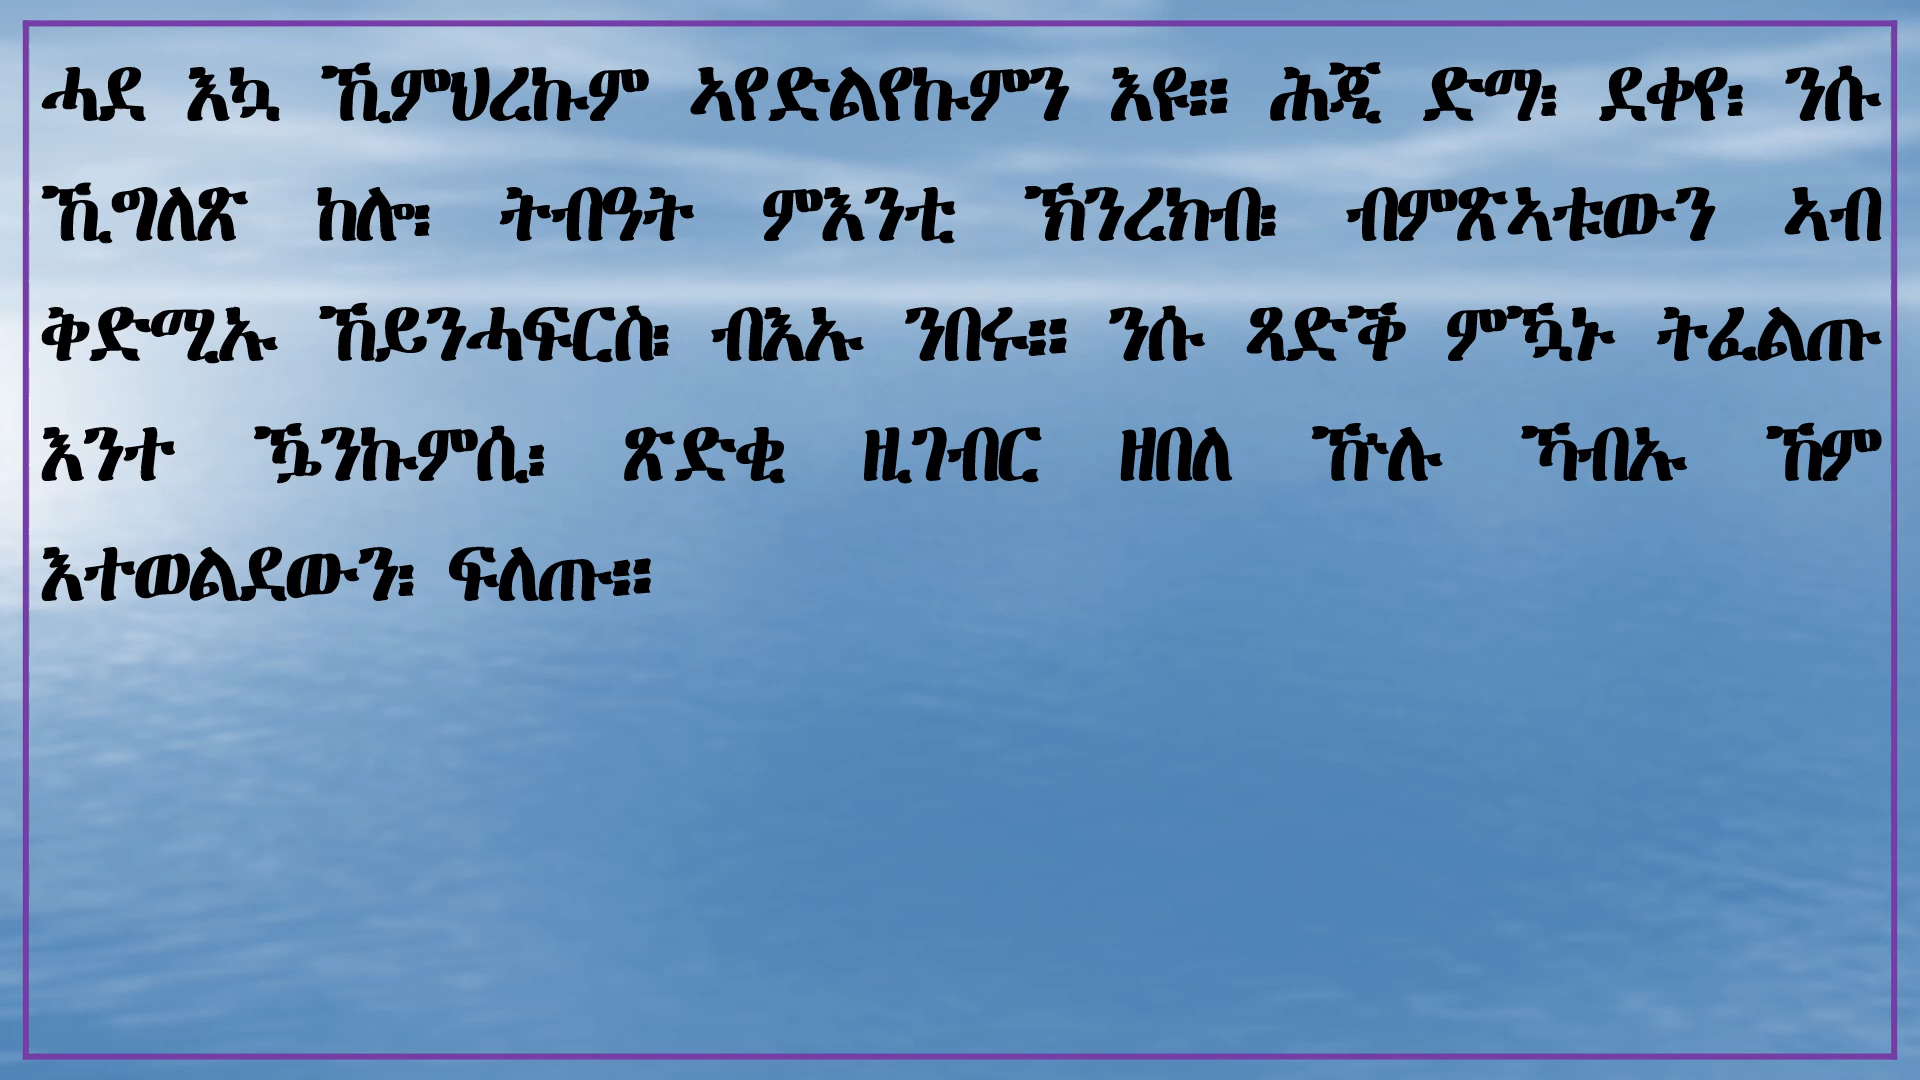 ሓደ እኳ ኺምህረኩም ኣየድልየኩምን እዩ። ሕጂ ድማ፡ ደቀየ፡ ንሱ
ኺግለጽ ከሎ፡ ትብዓት ምእንቲ ኽንረክብ፡ ብምጽኣቱውን ኣብ
ቅድሚኡ ኸይንሓፍርስ፡ ብእኡ ንበሩ። ንሱ ጻድቕ ምዃኑ ትፈልጡ
እንተ ዄንኩምሲ፡ ጽድቂ ዚገብር ዘበለ ዅሉ ኻብኡ ኸም
እተወልደውን፡ ፍለጡ።